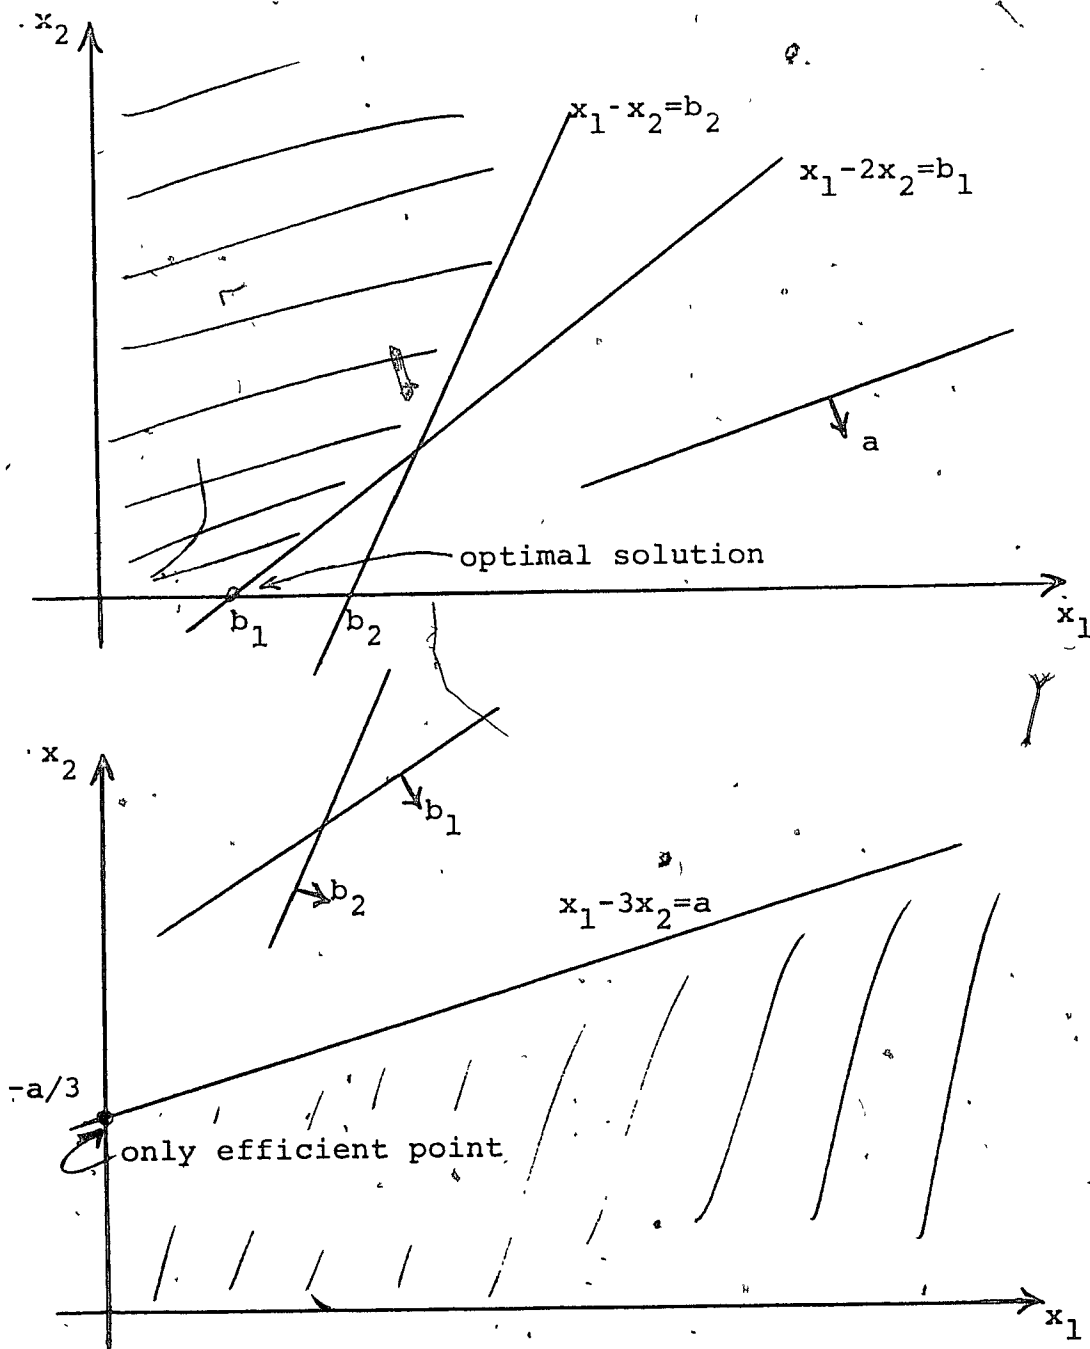 x₂
x₁-x₂=b₂
x₁-2x₂=b₁
a
optimal solution
b₁ b₂
x₁
x₂
b₁
b₂
x₁-3x₂=a
-a/3
only efficient point
x₁